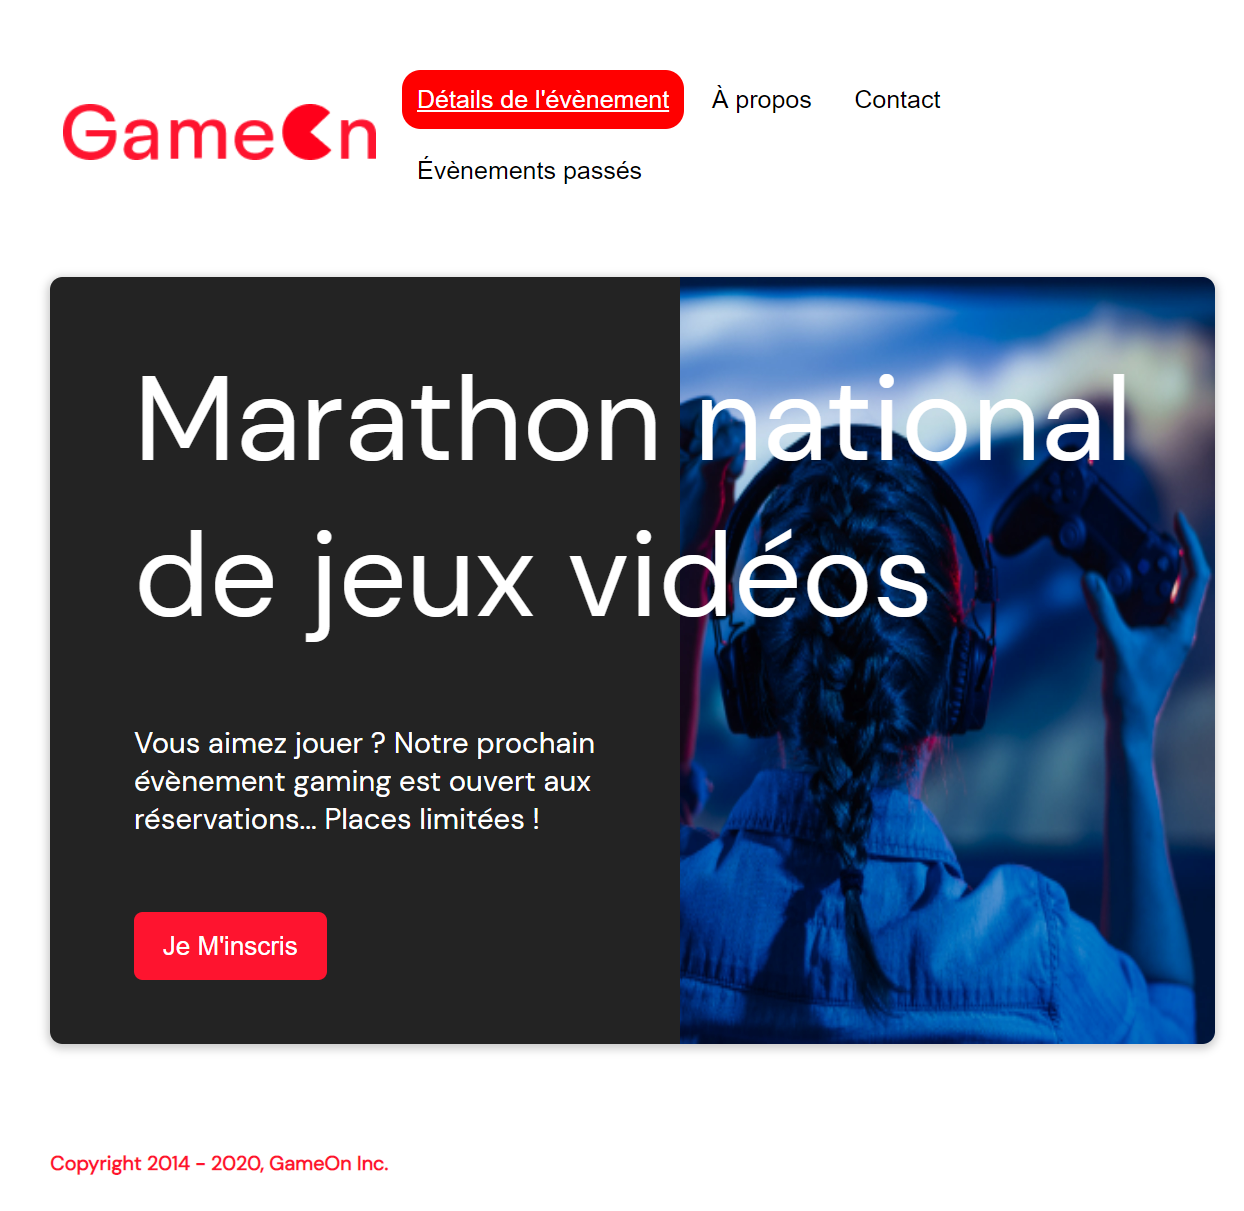 GameOn
Détails de l'évènement
À propos
Contact
Évènements passés
Marathon national
de jeux vidéos
Vous aimez jouer ? Notre prochain
évènement gaming est ouvert aux
réservations... Places limitées !
Je M'inscris
Copyright 2014 - 2020, GameOn Inc.